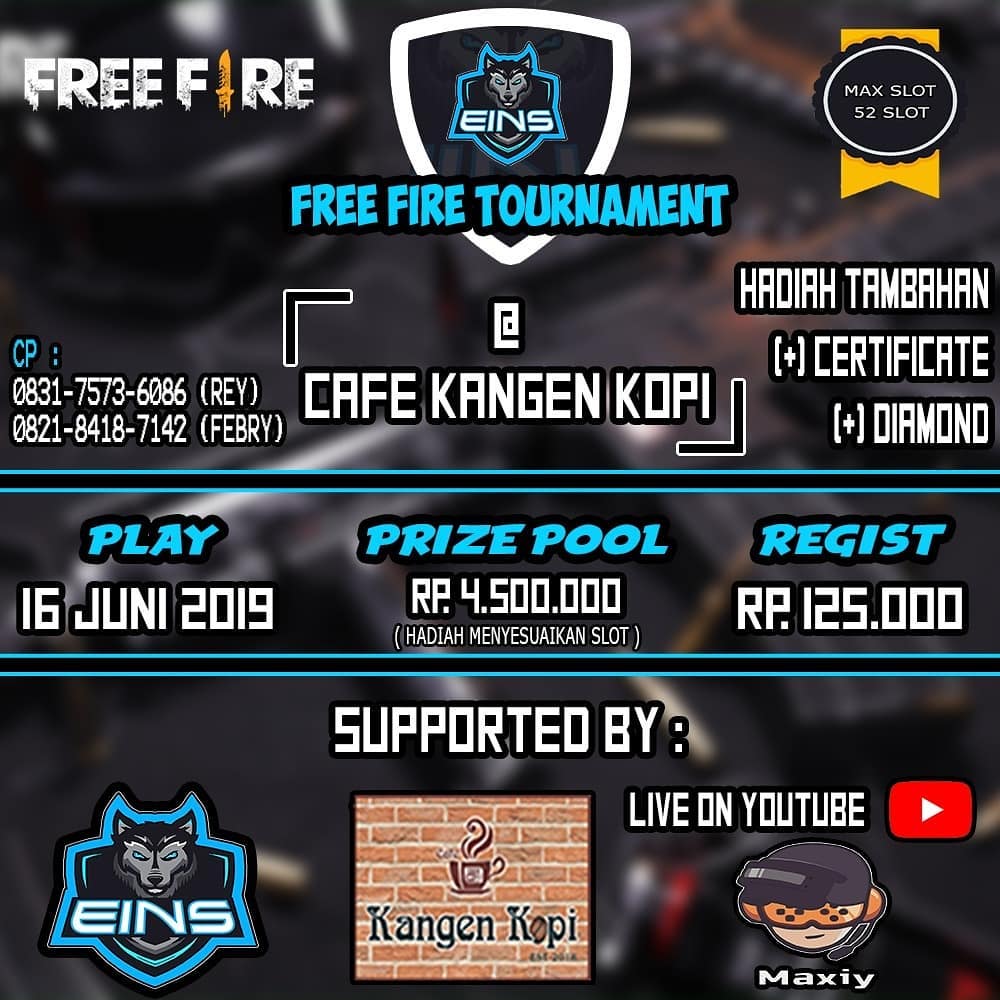 FREE FIRE
EINS
MAX SLOT
52 SLOT
FREE FIRE TOURNAMENT
@
CAFE KANGEN KOPI
HADIAH TAMBAHAN
(+) CERTIFICATE
(+) DIAMOND
CP :
0831-7573-6086 (REY)
0821-8418-7142 (FEBRY)
PLAY
16 JUNI 2019
PRIZE POOL
RP. 4.500.000
( HADIAH MENYESUAIKAN SLOT )
REGIST
RP. 125.000
SUPPORTED BY :
EINS
Kangen Kopi
EST 2018
LIVE ON YOUTUBE
Maxiy